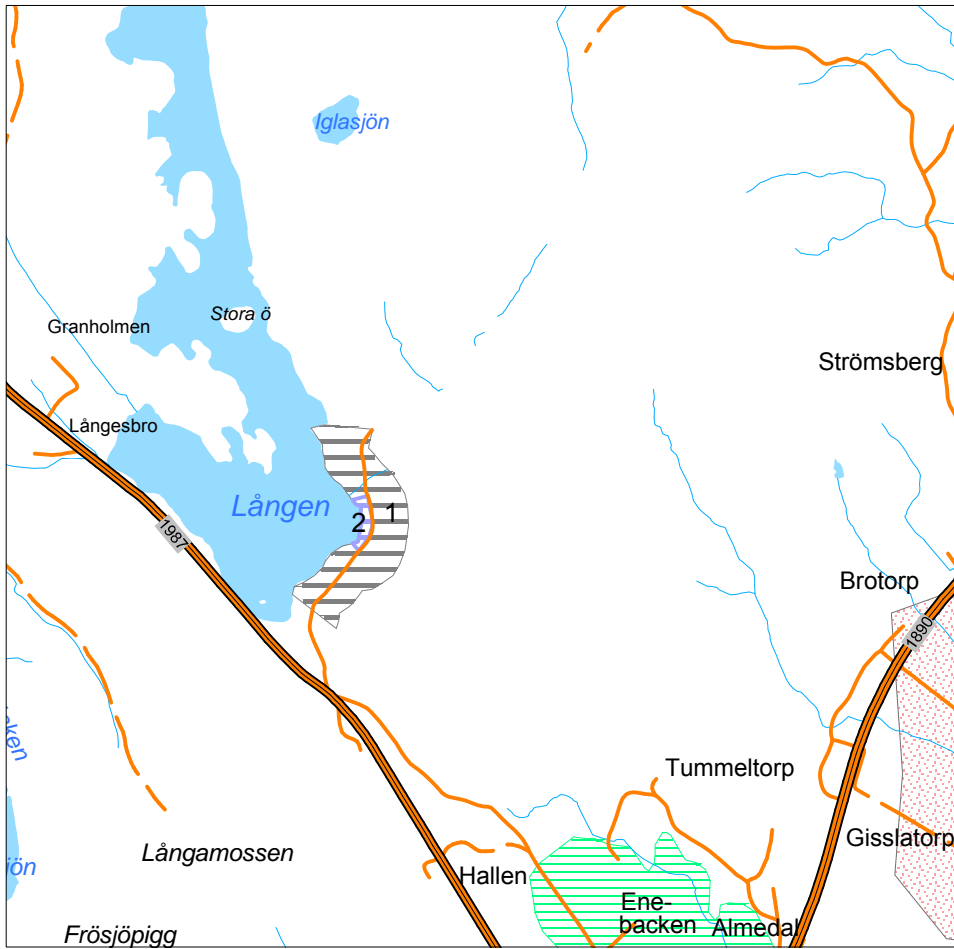 Iglasjön
Stora ö
Granholmen
Strömsberg
Långesbro
Lången
1
2
1987
Brotorp
1890
Tummeltorp
Gisslatorp
Långamossen
Hallen
Ene-
backen
Almedal
Frösjöpigg